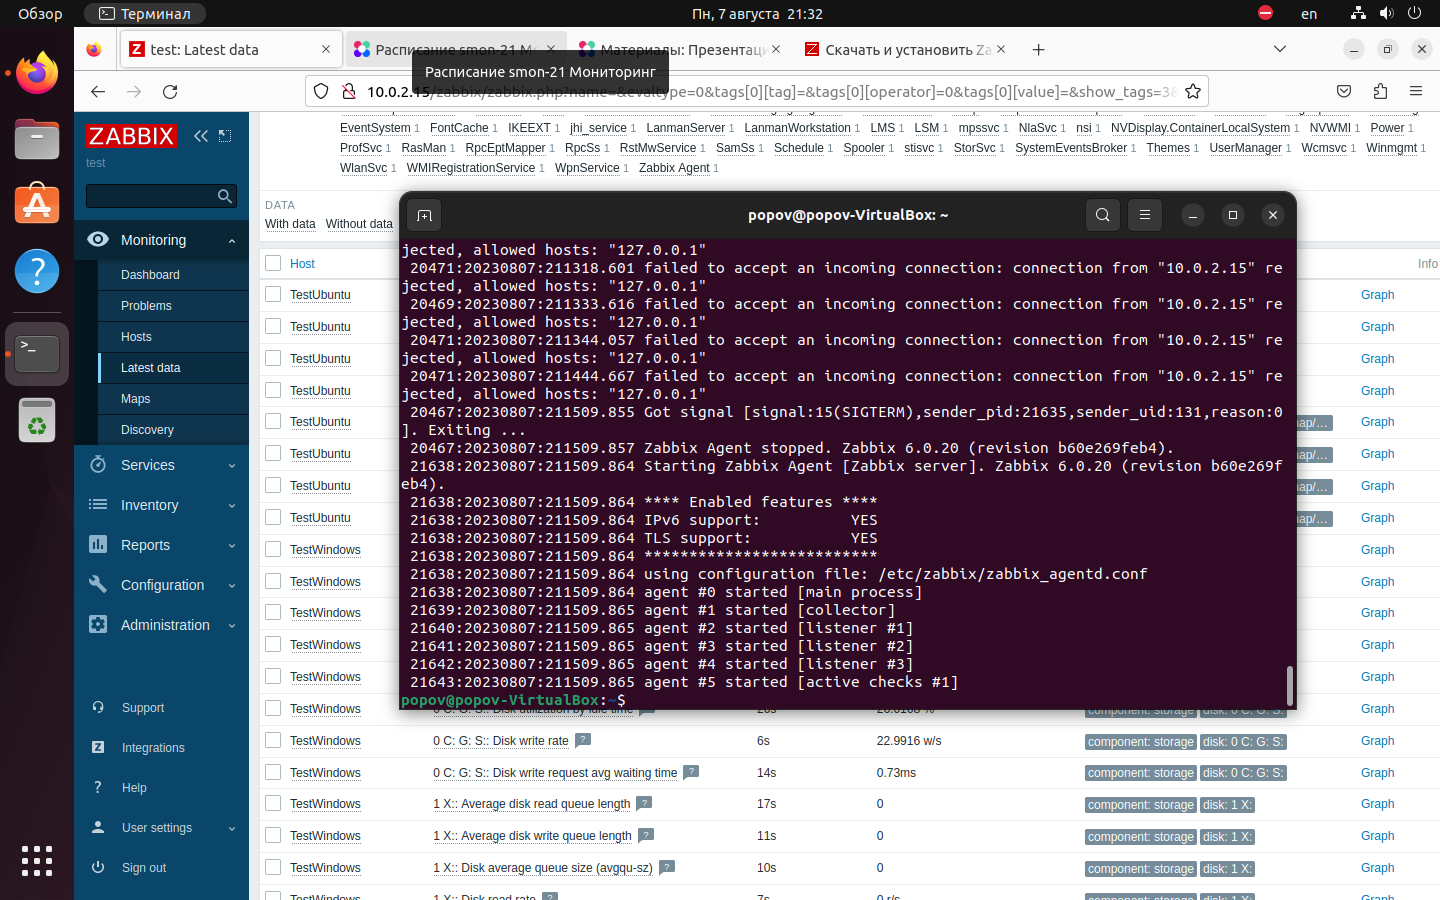 Обзор
Терминал
Пн, 7 августа 21:32
en
test: Latest data
Расписание smon-21 М
Материалы: Презентаци
Скачать и установить Za
Расписание smon-21 Мониторинг
10.0.2.15/zabbix/zabbix.php?name=&evaltype=0&tags[0][tag]=&tags[0][operator]=0&tags[0][value]=&show_tags=3&
ZABBIX
test
Monitoring
Dashboard
Problems
Hosts
Latest data
Maps
Discovery
Services
Inventory
Reports
Configuration
Administration
Support
Integrations
Help
User settings
Sign out
EventSystem 1 FontCache 1 IKEEXT 1 jhi_service 1 LanmanServer 1 LanmanWorkstation 1 LMS 1 LSM 1 mpssvc 1 NlaSvc 1 nsi 1 NVDisplay.ContainerLocalSystem 1 NVWMI 1 Power 1
ProfSvc 1 RasMan 1 RpcEptMapper 1 RpcSs 1 RstMwService 1 SamSs 1 Schedule 1 Spooler 1 stisvc 1 StorSvc 1 SystemEventsBroker 1 Themes 1 UserManager 1 Wcmsvc 1 Winmgmt 1
WlanSvc 1 WMIRegistrationService 1 WpnService 1 Zabbix Agent 1
DATA
With data Without data
Host Info
TestUbuntu Graph
TestUbuntu Graph
TestUbuntu Graph
TestUbuntu Graph
TestUbuntu Graph
TestUbuntu Graph
TestUbuntu Graph
TestUbuntu Graph
TestWindows Graph
TestWindows Graph
TestWindows Graph
TestWindows Graph
TestWindows Graph
TestWindows 0 C: G: S:: Disk utilization by idle time component: storage disk: 0 C: G: S: Graph
TestWindows 0 C: G: S:: Disk write rate ? 6s 22.9916 w/s component: storage disk: 0 C: G: S: Graph
TestWindows 0 C: G: S:: Disk write request avg waiting time ? 14s 0.73ms component: storage disk: 0 C: G: S: Graph
TestWindows 1 X:: Average disk read queue length ? 17s 0 component: storage disk: 1 X: Graph
TestWindows 1 X:: Average disk write queue length ? 11s 0 component: storage disk: 1 X: Graph
TestWindows 1 X:: Disk average queue size (avgqu-sz) ? 10s 0 component: storage disk: 1 X: Graph
TestWindows 1 X:: Disk read rate ? 7s 0 r/s component: storage disk: 1 X: Graph
popov@popov-VirtualBox: ~
jected, allowed hosts: "127.0.0.1"
20471:20230807:211318.601 failed to accept an incoming connection: connection from "10.0.2.15" re
jected, allowed hosts: "127.0.0.1"
20469:20230807:211333.616 failed to accept an incoming connection: connection from "10.0.2.15" re
jected, allowed hosts: "127.0.0.1"
20471:20230807:211344.057 failed to accept an incoming connection: connection from "10.0.2.15" re
jected, allowed hosts: "127.0.0.1"
20471:20230807:211444.667 failed to accept an incoming connection: connection from "10.0.2.15" re
jected, allowed hosts: "127.0.0.1"
20467:20230807:211509.855 Got signal [signal:15(SIGTERM),sender_pid:21635,sender_uid:131,reason:0
]. Exiting ...
20467:20230807:211509.857 Zabbix Agent stopped. Zabbix 6.0.20 (revision b60e269feb4).
21638:20230807:211509.864 Starting Zabbix Agent [Zabbix server]. Zabbix 6.0.20 (revision b60e269f
eb4).
21638:20230807:211509.864 **** Enabled features ****
21638:20230807:211509.864 IPv6 support: YES
21638:20230807:211509.864 TLS support: YES
21638:20230807:211509.864 **************************
21638:20230807:211509.864 using configuration file: /etc/zabbix/zabbix_agentd.conf
21638:20230807:211509.864 agent #0 started [main process]
21639:20230807:211509.865 agent #1 started [collector]
21640:20230807:211509.865 agent #2 started [listener #1]
21641:20230807:211509.865 agent #3 started [listener #2]
21642:20230807:211509.865 agent #4 started [listener #3]
21643:20230807:211509.865 agent #5 started [active checks #1]
popov@popov-VirtualBox:~$